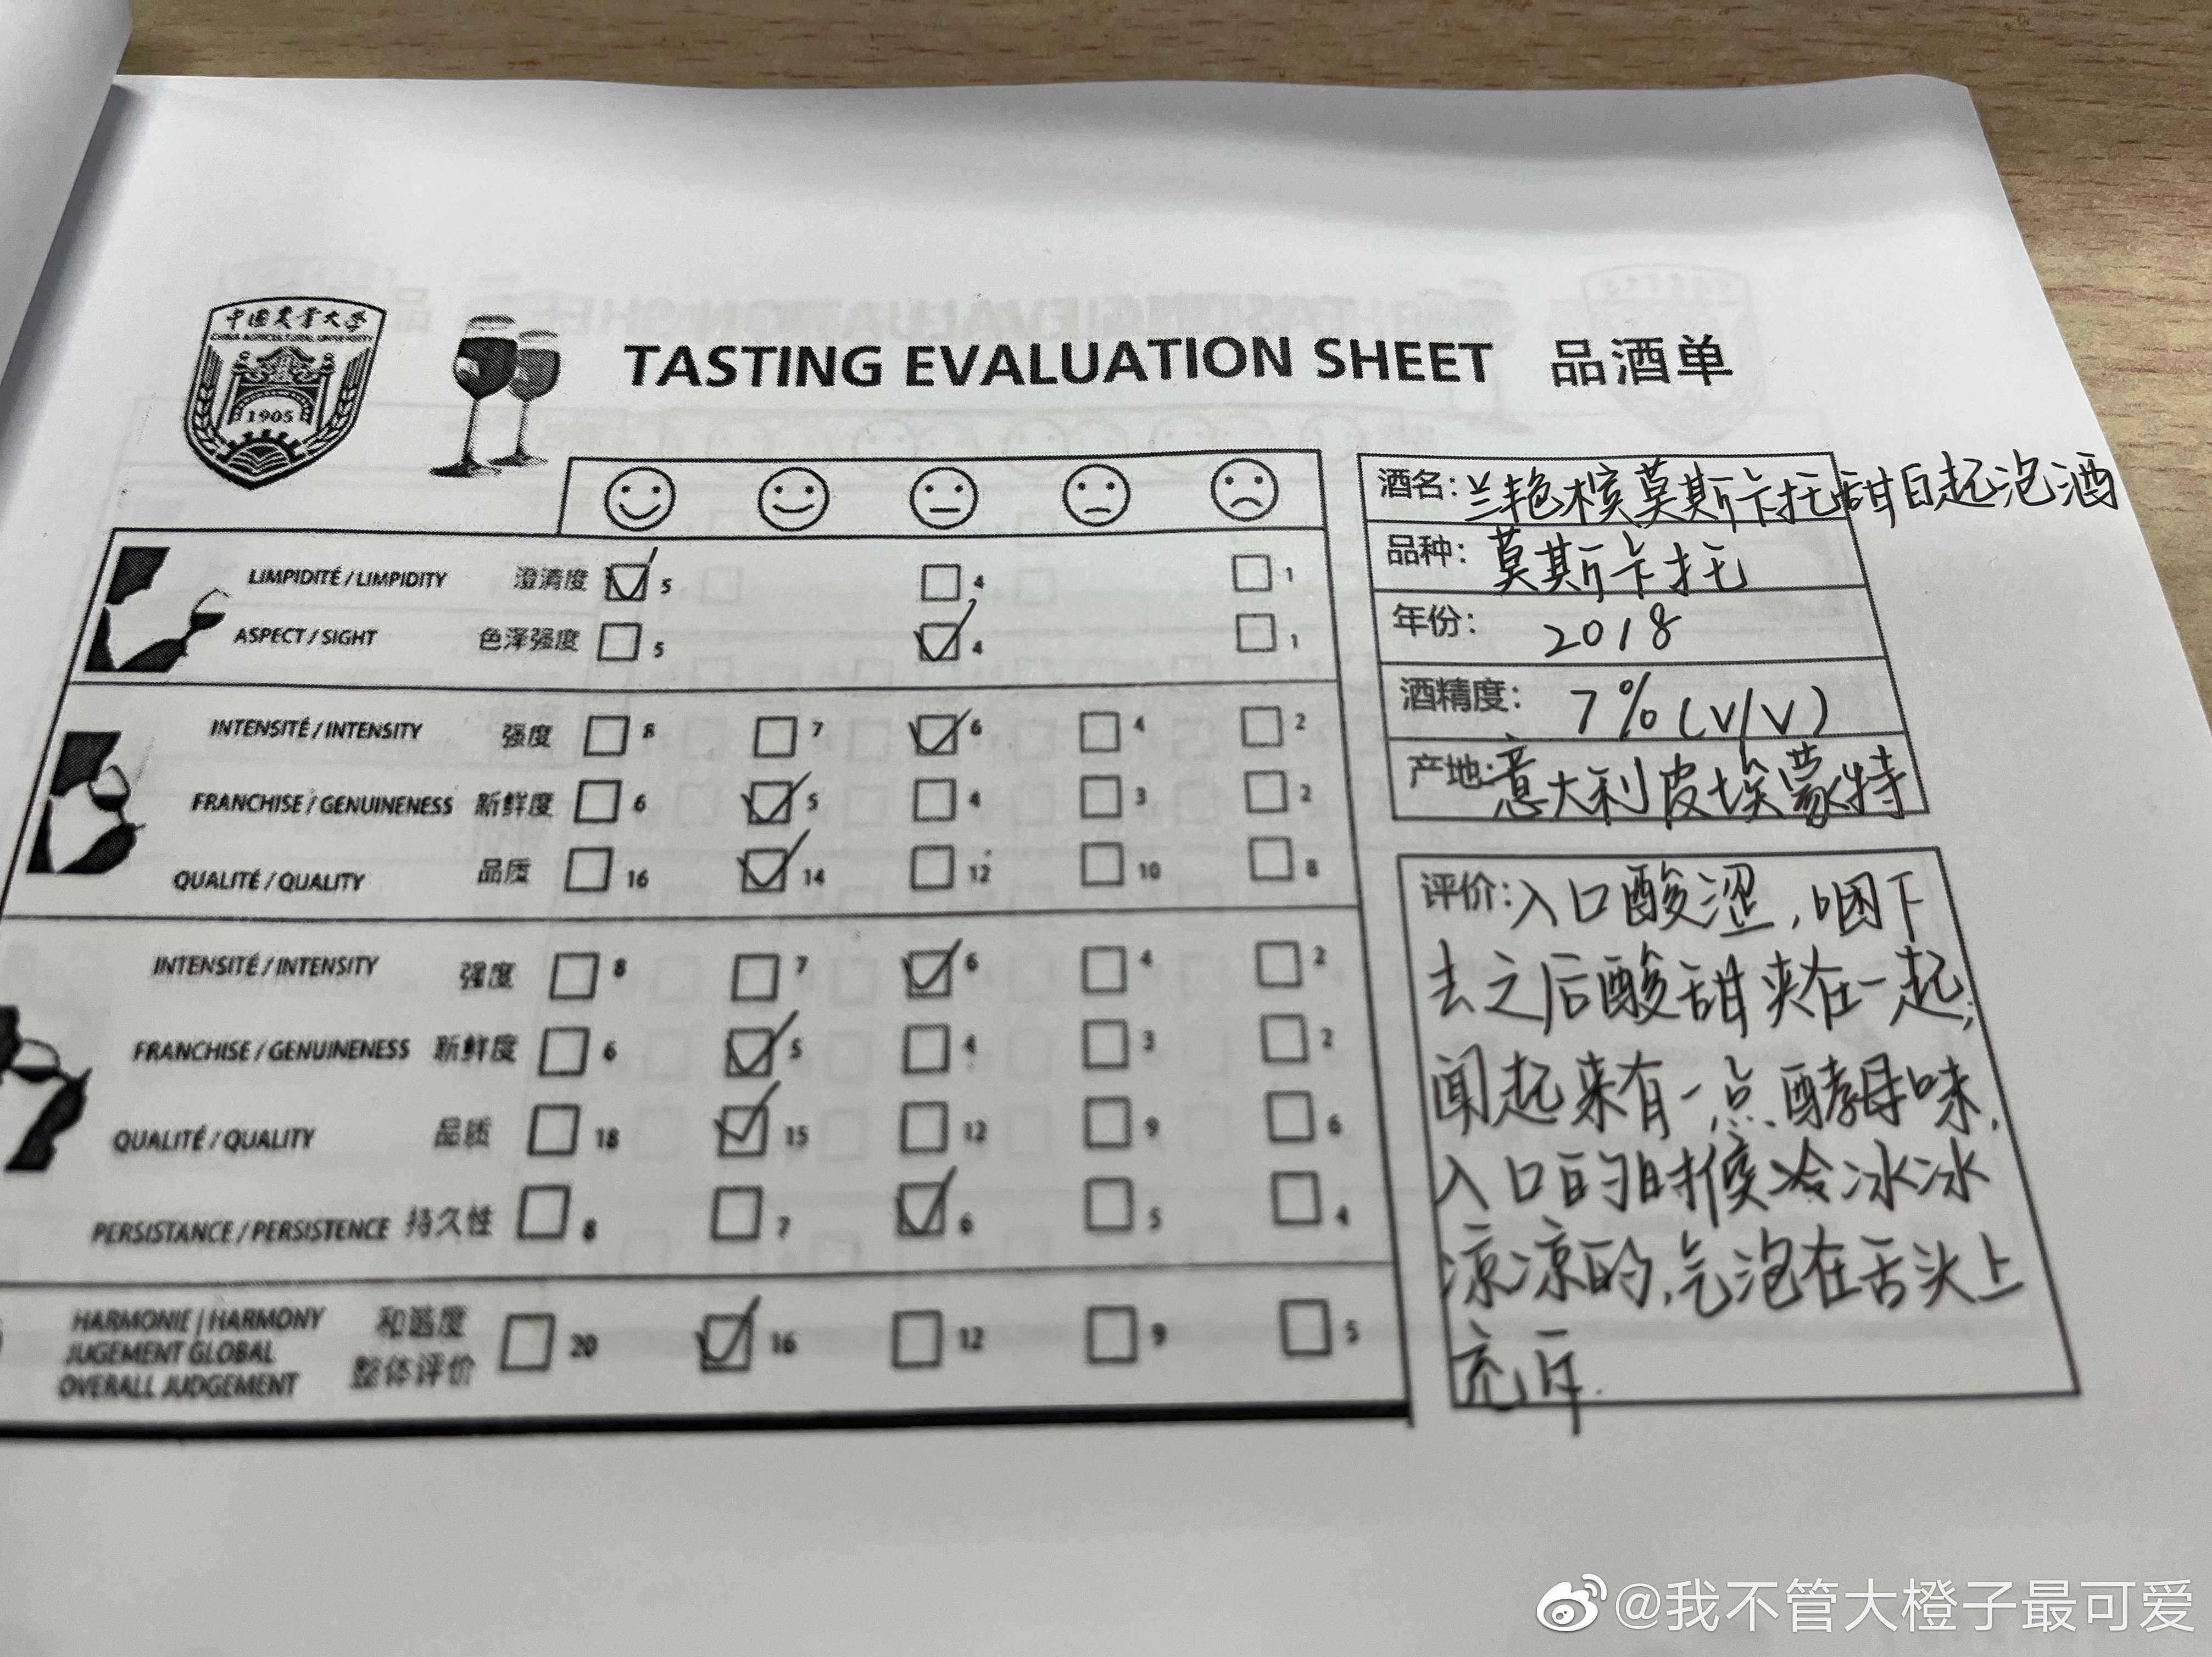 中国农业大学
CHINA AGRICULTURAL UNIVERSITY
1905
TASTING EVALUATION SHEET 品酒单
LIMPIDITÉ / LIMPIDITY 澄清度 5 4 1
ASPECT / SIGHT 色泽强度 5 4 1
INTENSITÉ / INTENSITY 强度 8 7 6 4 2
FRANCHISE / GENUINENESS 新鲜度 6 5 4 3 2
QUALITÉ / QUALITY 品质 16 14 12 10 8
INTENSITÉ / INTENSITY 强度 8 7 6 4 2
FRANCHISE / GENUINENESS 新鲜度 6 5 4 3 2
QUALITÉ / QUALITY 品质 18 15 12 9 6
PERSISTANCE / PERSISTENCE 持久性 8 7 6 5 4
HARMONIE / HARMONY 和谐度
JUGEMENT GLOBAL 20 16 12 9 5
OVERALL JUDGEMENT 整体评价
酒名：兰艳槟莫斯卡托甜白起泡酒
品种：莫斯卡托
年份：2018
酒精度：7%(V/V)
产地：意大利皮埃蒙特
评价：入口酸涩，咽下
去之后酸甜夹在一起；
闻起来有一点酵母味，
入口的时候冷冰冰
凉凉的，气泡在舌头上
充斥.
@我不管大橙子最可爱